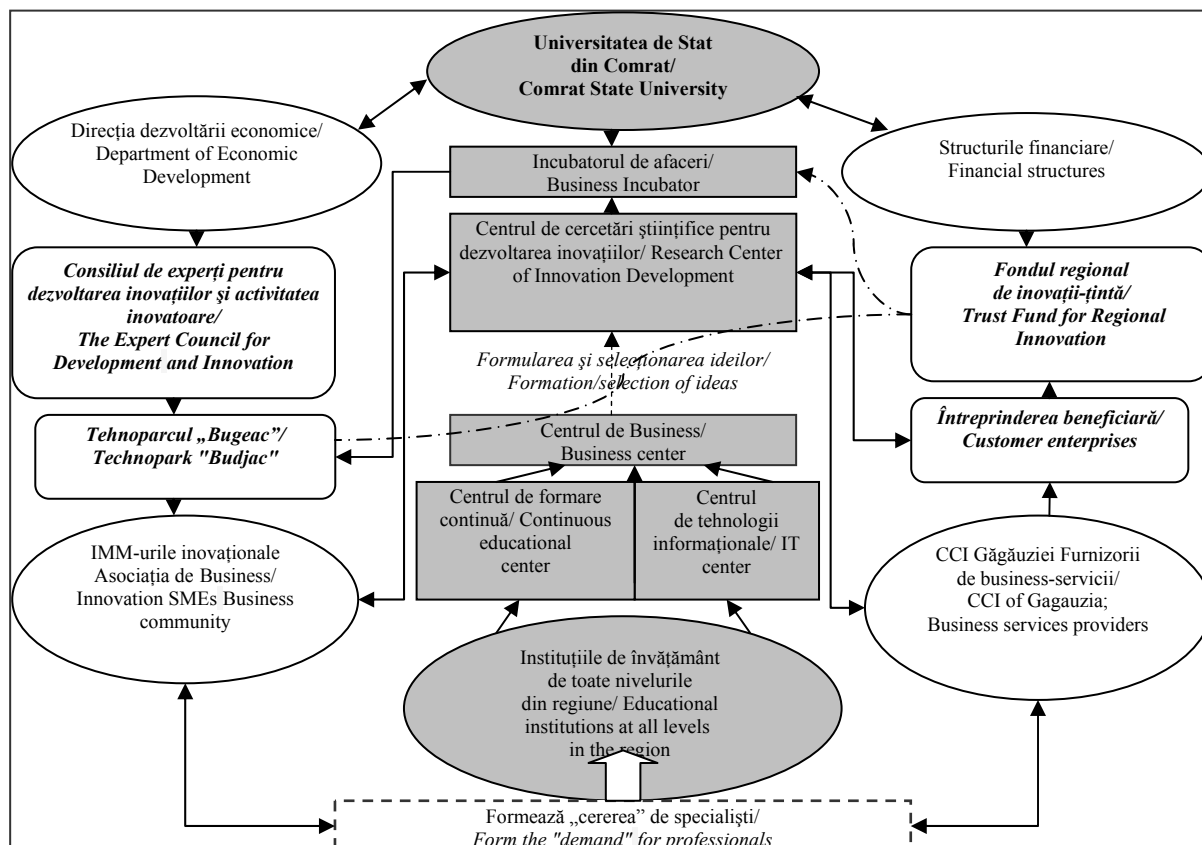 Universitatea de Stat
din Comrat/
Comrat State University
Direcția dezvoltării economice/
Department of Economic
Development
Structurile financiare/
Financial structures
Incubatorul de afaceri/
Business Incubator
Centrul de cercetări ştiințifice pentru
dezvoltarea inovațiilor/ Research Center
of Innovation Development
Consiliul de experți pentru
dezvoltarea inovațiilor şi activitatea
inovatoare/
The Expert Council for
Development and Innovation
Fondul regional
de inovații-țintă/
Trust Fund for Regional
Innovation
Formularea şi selecționarea ideilor/
Formation/selection of ideas
Tehnoparcul „Bugeac”/
Technopark "Budjac"
Centrul de Business/
Business center
Întreprinderea beneficiară/
Customer enterprises
Centrul de formare
continuă/ Continuous
educational
center
Centrul
de tehnologii
informaționale/ IT
center
IMM-urile inovaționale
Asociația de Business/
Innovation SMEs Business
community
CCI Găgăuziei Furnizorii
de business-servicii/
CCI of Gagauzia;
Business services providers
Instituțiile de învățământ
de toate nivelurile
din regiune/ Educational
institutions at all levels
in the region
Formează „cererea” de specialişti/
Form the "demand" for professionals